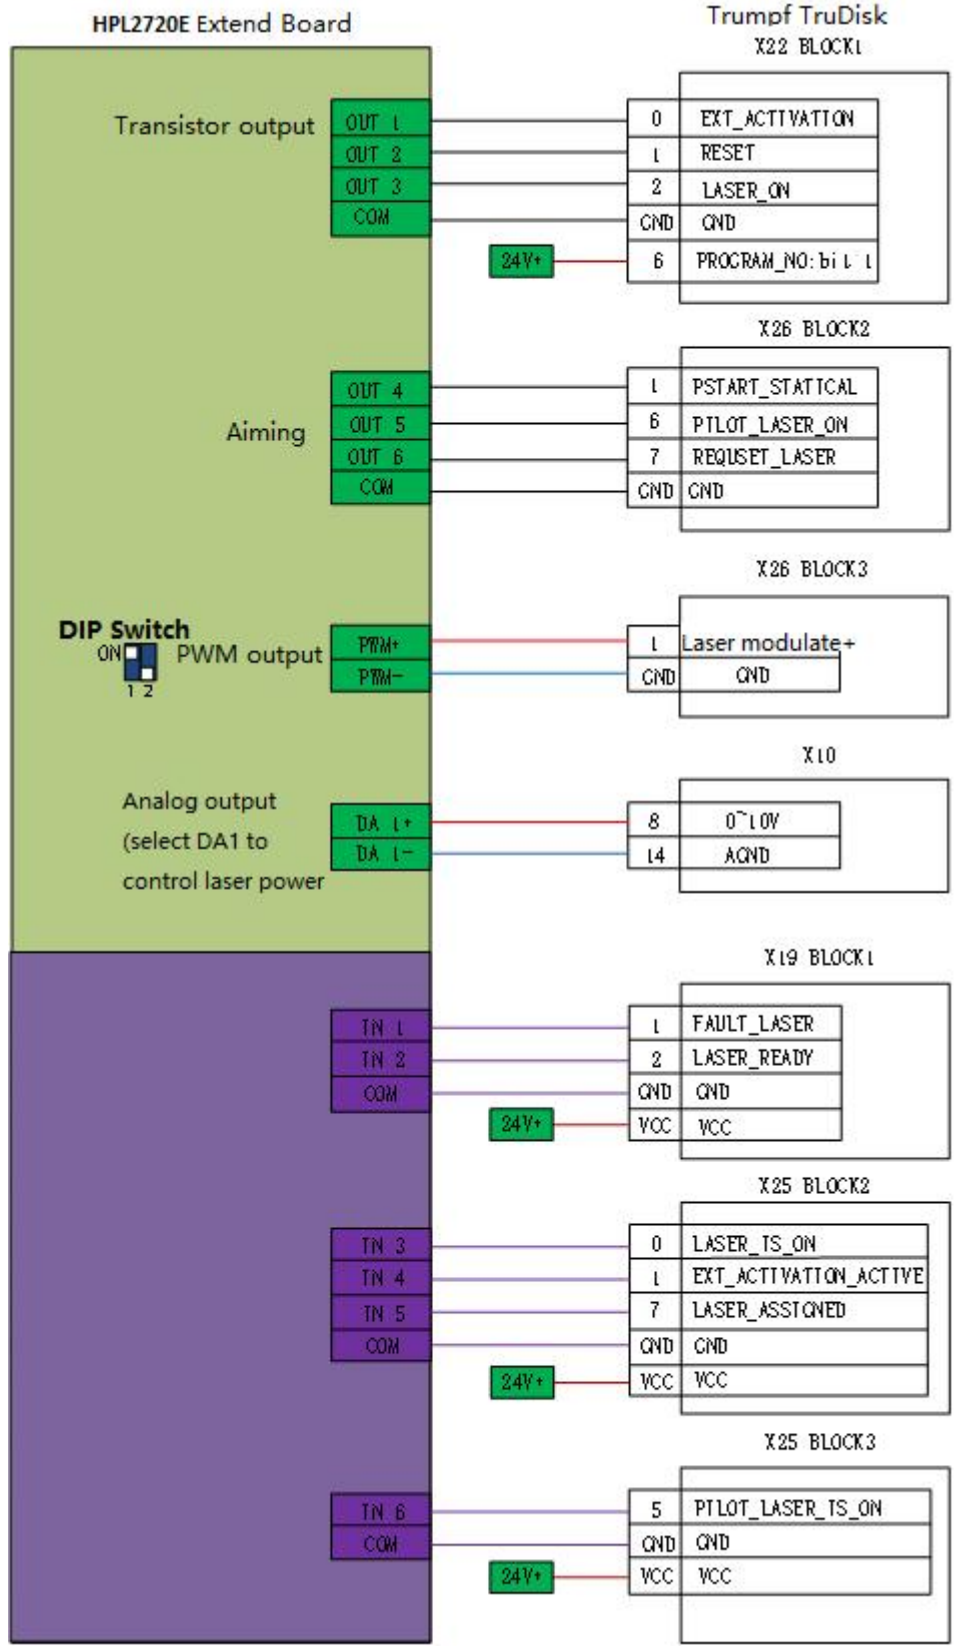 HPL2720E Extend Board
Trumpf TruDisk
X22 BLOCK1
Transistor output
OUT 1
0 EXT_ACTIVATION
OUT 2
1 RESET
OUT 3
2 LASER_ON
COM
GND GND
24V+
6 PROGRAM_NO:bit 1
X26 BLOCK2
Aiming
OUT 4
1 PSTART_STATICAL
OUT 5
6 PILOT_LASER_ON
OUT 6
7 REQUSET_LASER
COM
GND GND
X26 BLOCK3
DIP Switch
ON
1 2
PWM output
PWM+
1 Laser modulate+
PWM-
GND GND
X10
Analog output
(select DA1 to
control laser power
DA 1+
8 0~10V
DA 1-
14 AGND
X19 BLOCK1
IN 1
1 FAULT_LASER
IN 2
2 LASER_READY
COM
GND GND
24V+
VCC VCC
X25 BLOCK2
IN 3
0 LASER_IS_ON
IN 4
1 EXT_ACTIVATION_ACTIVE
IN 5
7 LASER_ASSIGNED
COM
GND GND
24V+
VCC VCC
X25 BLOCK3
IN 6
5 PILOT_LASER_IS_ON
COM
GND GND
24V+
VCC VCC